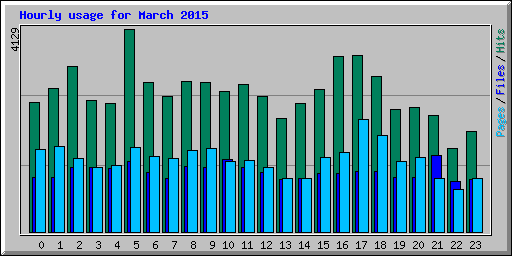 Hourly usage for March 2015
4129
Pages/Files/Hits
0 1 2 3 4 5 6 7 8 9 10 11 12 13 14 15 16 17 18 19 20 21 22 23